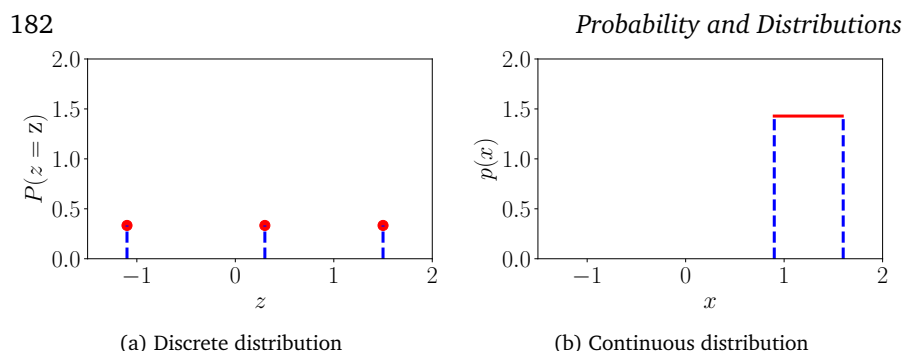 182 Probability and Distributions
P(z = z)
2.0
1.5
1.0
0.5
0.0
−1 0 1 2
z
(a) Discrete distribution
p(x)
2.0
1.5
1.0
0.5
0.0
−1 0 1 2
x
(b) Continuous distribution